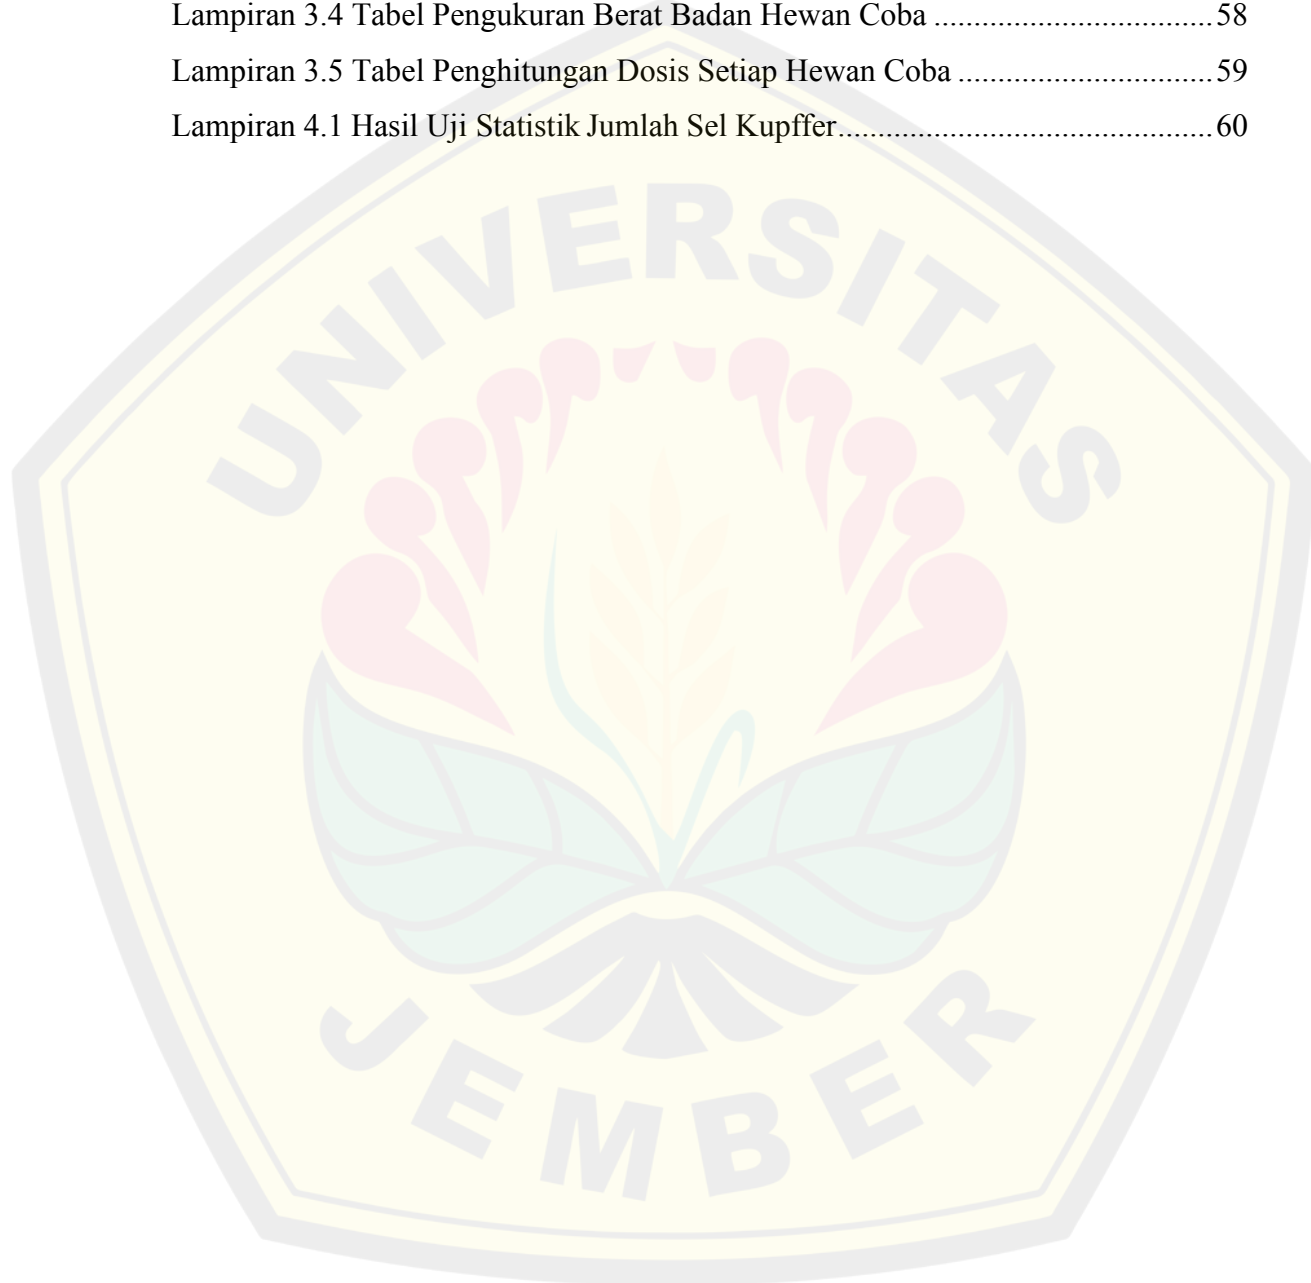 Lampiran 3.4 Tabel Pengukuran Berat Badan Hewan Coba .................................. 58
Lampiran 3.5 Tabel Penghitungan Dosis Setiap Hewan Coba ............................... 59
Lampiran 4.1 Hasil Uji Statistik Jumlah Sel Kupffer.............................................. 60
UNIVERSITAS
JEMBER